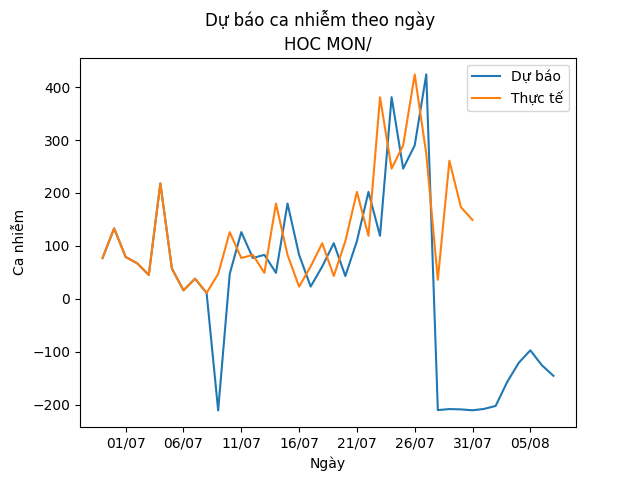 Dự báo ca nhiễm theo ngày
HOC MON/
Dự báo
Thực tế
Ca nhiễm
400
300
200
100
0
−100
−200
01/07 06/07 11/07 16/07 21/07 26/07 31/07 05/08
Ngày